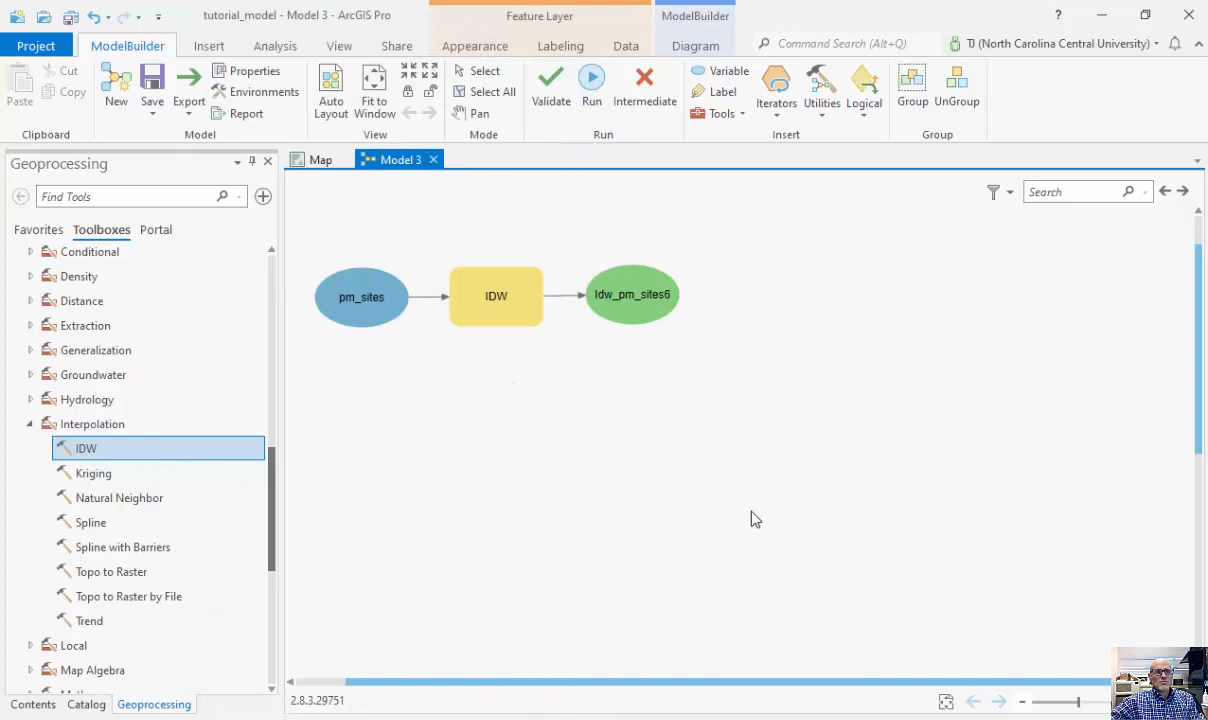 tutorial_model - Model 3 - ArcGIS Pro
Feature Layer
ModelBuilder
?
Project
ModelBuilder
Insert
Analysis
View
Share
Appearance
Labeling
Data
Diagram
Command Search (Alt+Q)
TJ (North Carolina Central University)
Paste
Cut
Copy
Clipboard
New
Save
Export
Properties
Environments
Report
Model
Auto Layout
Fit to Window
View
Select
Select All
Pan
Mode
Validate
Run
Intermediate
Run
Variable
Label
Tools
Iterators
Utilities
Logical
Insert
Group
UnGroup
Group
Geoprocessing
Map
Model 3
Find Tools
Search
Favorites
Toolboxes
Portal
Conditional
Density
Distance
Extraction
Generalization
Groundwater
Hydrology
Interpolation
IDW
Kriging
Natural Neighbor
Spline
Spline with Barriers
Topo to Raster
Topo to Raster by File
Trend
Local
Map Algebra
pm_sites
IDW
Idw_pm_sites6
2.8.3.29751
Contents
Catalog
Geoprocessing